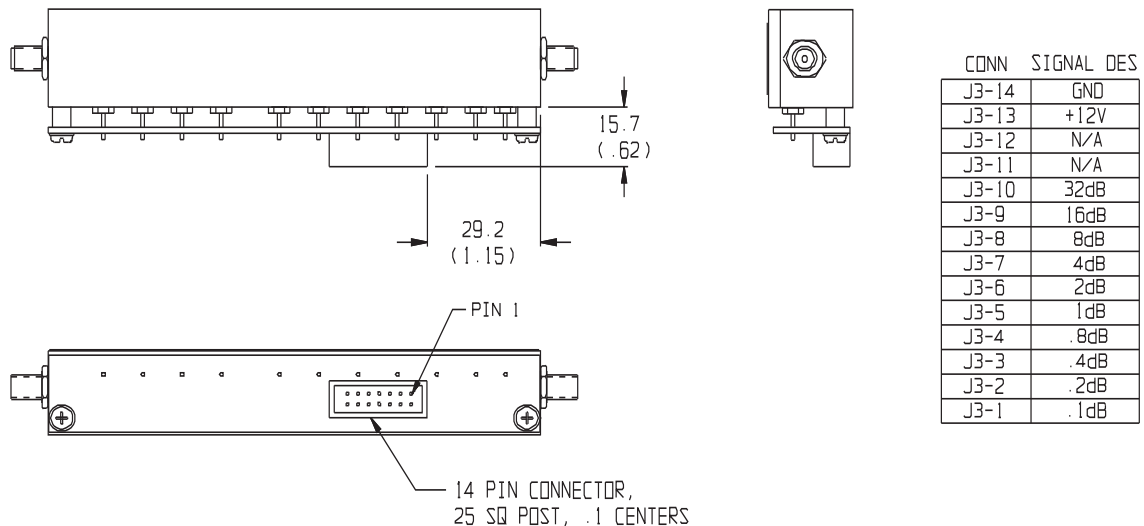 15.7
(.62)
29.2
(1.15)
PIN 1
14 PIN CONNECTOR,
25 SQ POST, .1 CENTERS
CONN SIGNAL DES
J3-14 GND
J3-13 +12V
J3-12 N/A
J3-11 N/A
J3-10 32dB
J3-9 16dB
J3-8 8dB
J3-7 4dB
J3-6 2dB
J3-5 1dB
J3-4 .8dB
J3-3 .4dB
J3-2 .2dB
J3-1 .1dB